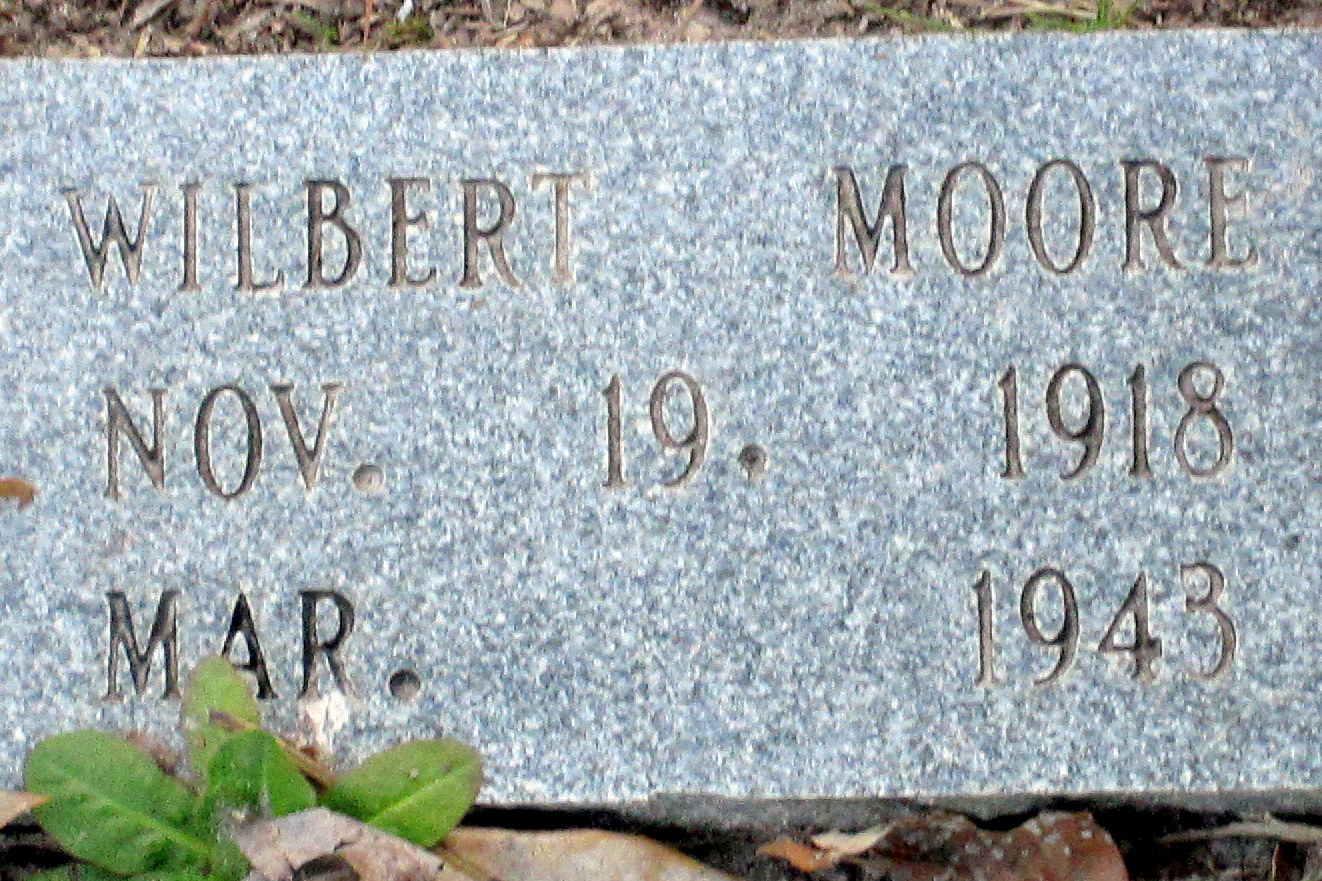 WILBERT MOORE
NOV. 19. 1918
MAR. 1943